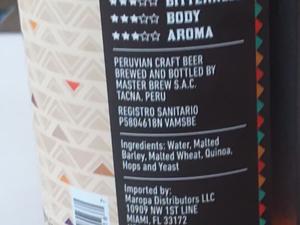 BITTERNESS
★★★☆☆ BODY
★★★☆☆ AROMA
PERUVIAN CRAFT BEER
BREWED AND BOTTLED BY
MASTER BREW S.A.C.
TACNA, PERU
REGISTRO SANITARIO
P580461BN VAMSBE
Ingredients: Water, Malted
Barley, Malted Wheat, Quinoa,
Hops and Yeast
Imported by:
Maropa Distributors LLC
10909 NW 1ST LINE
MIAMI, FL 33172